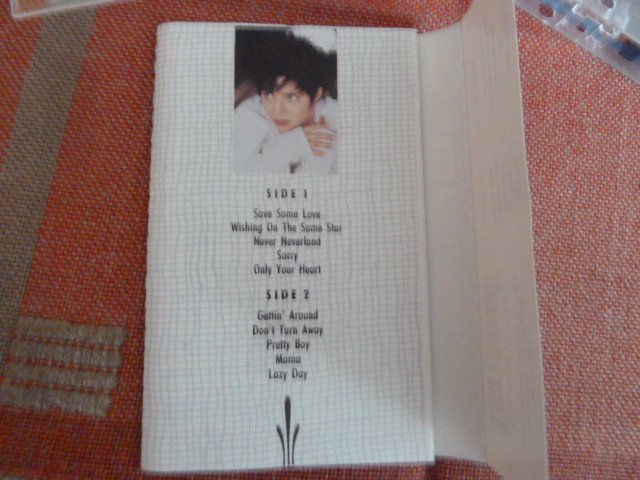 SIDE 1
Save Some Love
Wishing On The Same Star
Never Neverland
Sorry
Only Your Heart
SIDE 2
Gettin' Around
Don't Turn Away
Pretty Boy
Mama
Lazy Day